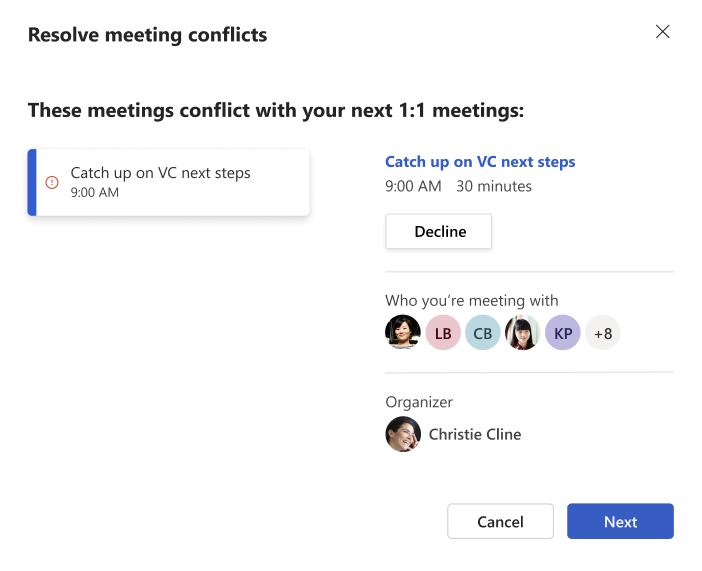 Resolve meeting conflicts
These meetings conflict with your next 1:1 meetings:
Catch up on VC next steps
9:00 AM
Catch up on VC next steps
9:00 AM 30 minutes
Decline
Who you’re meeting with
LB CB KP +8
Organizer
Christie Cline
Cancel Next